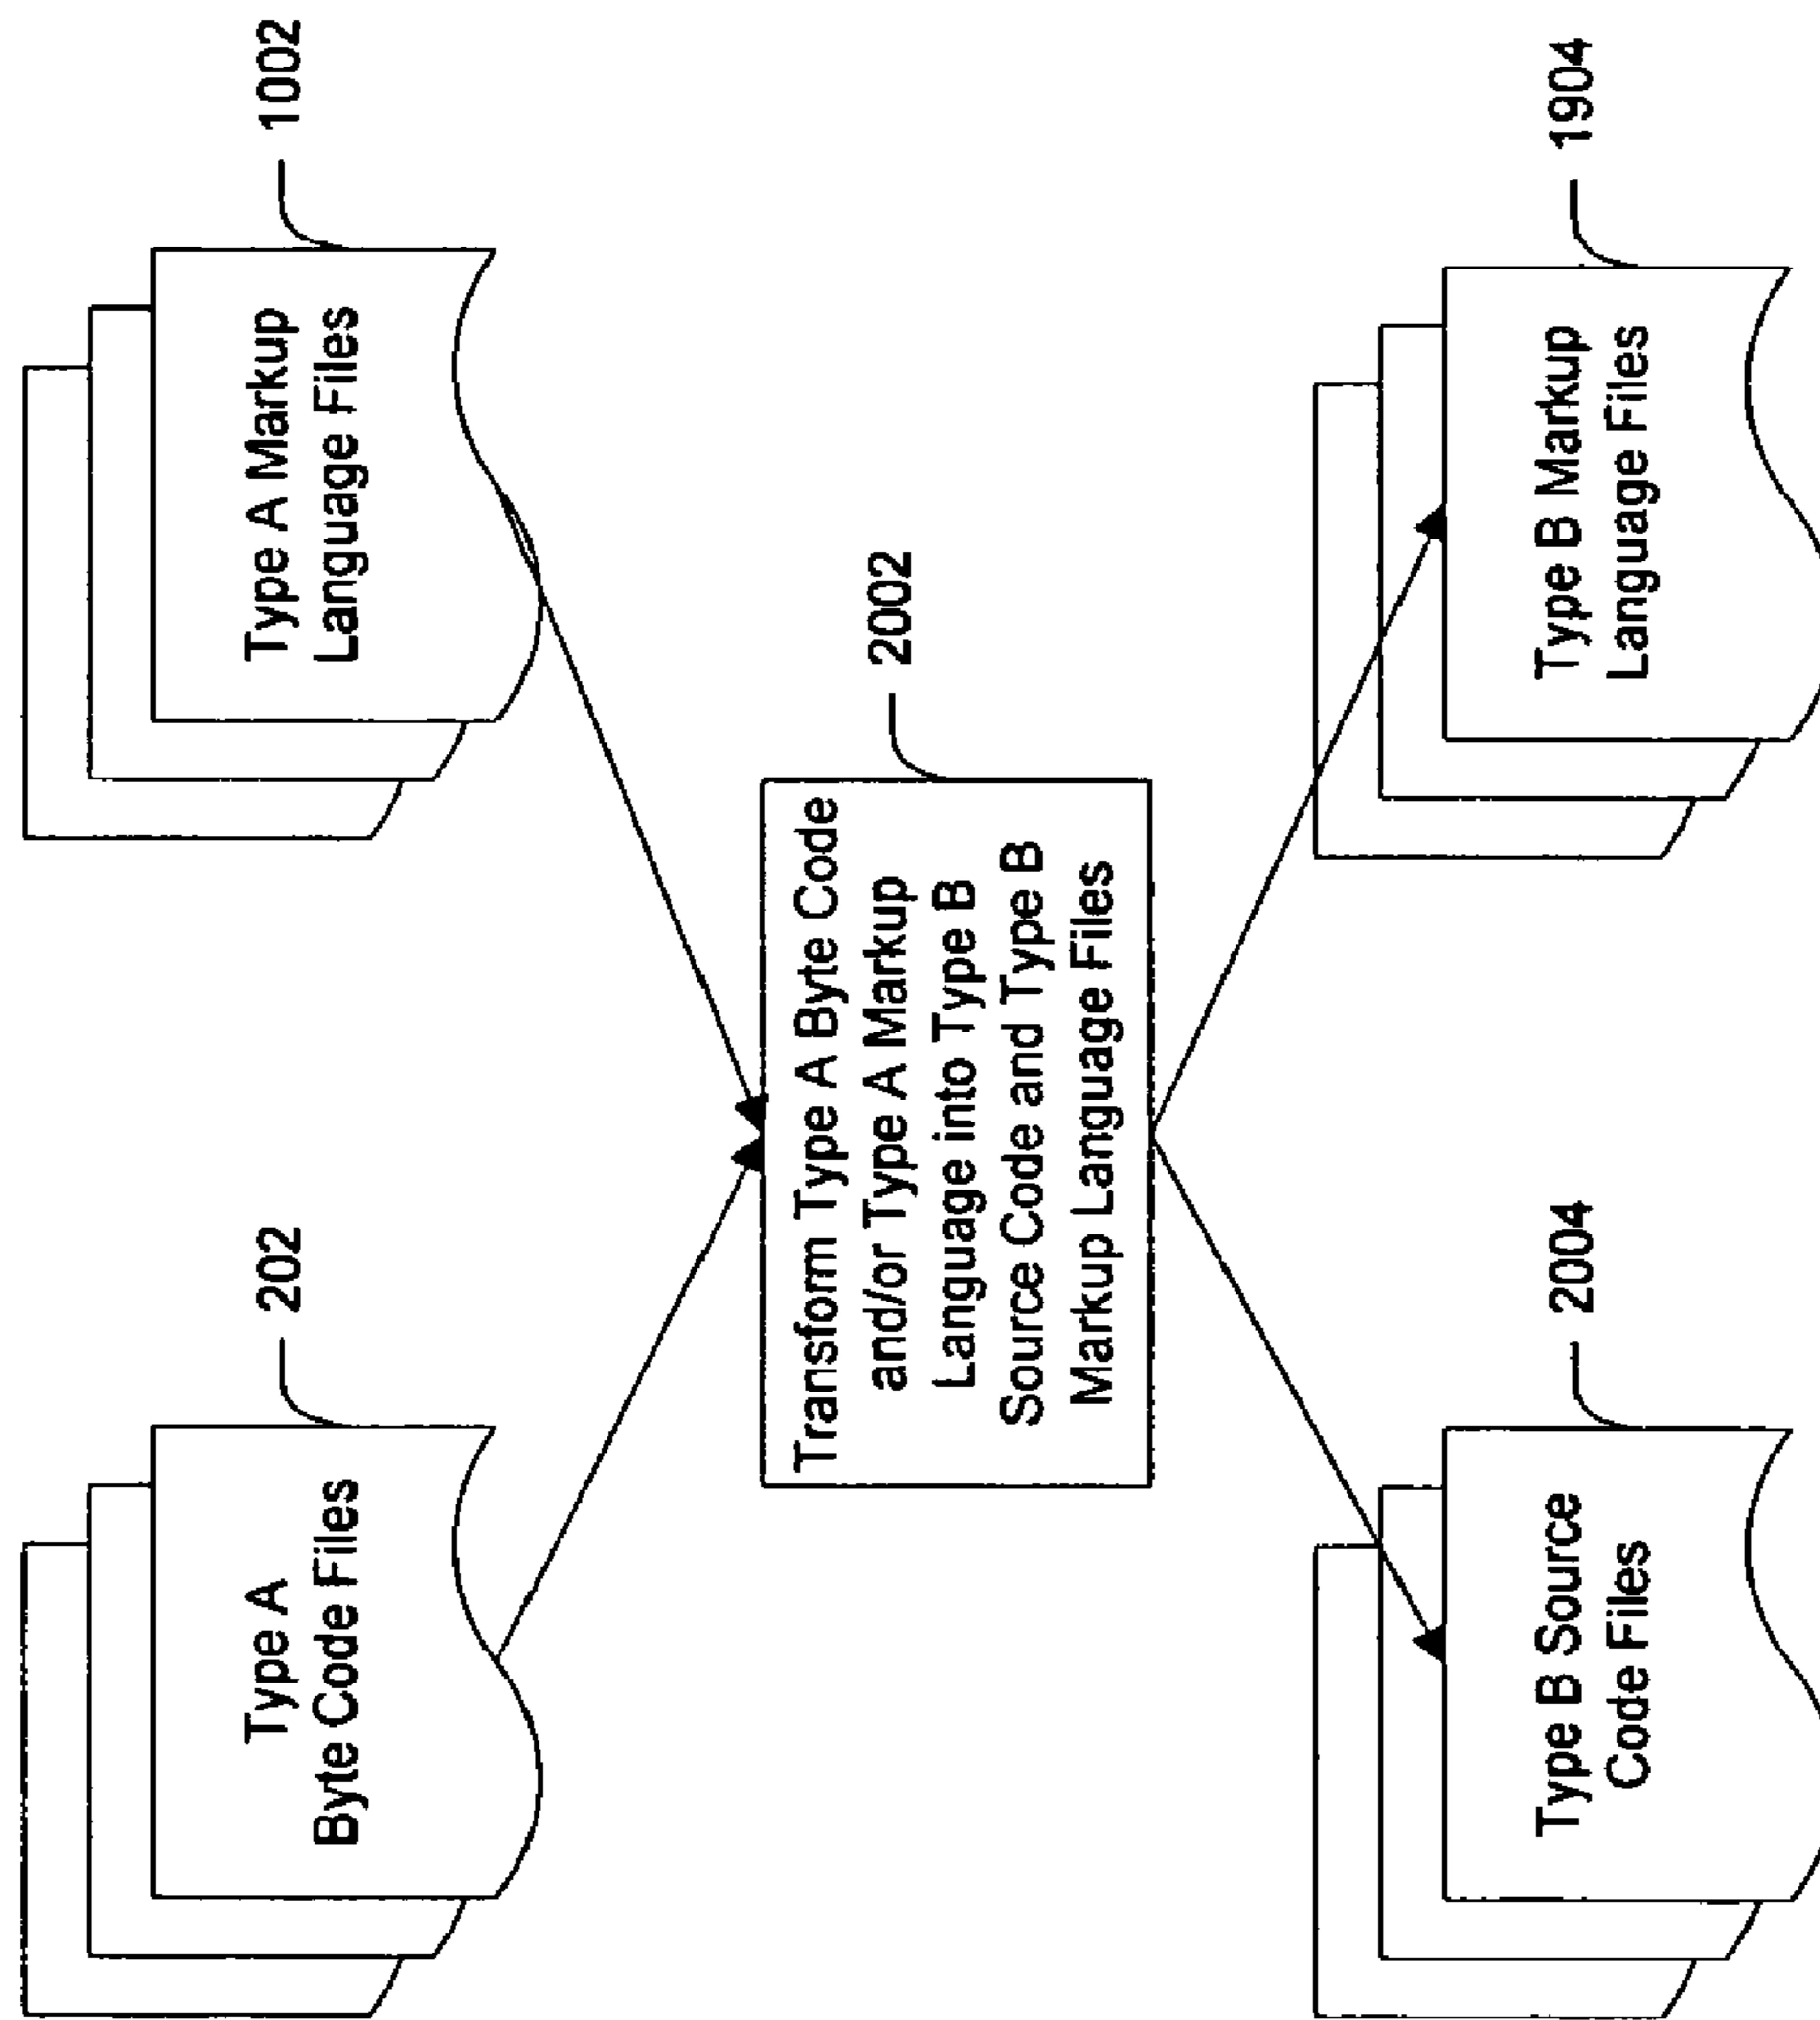 202
Type A
Byte Code Files
1002
Type A Markup
Language Files
2002
Transform Type A Byte Code
and/or Type A Markup
Language into Type B
Source Code and Type B
Markup Language Files
2004
Type B Source
Code Files
1904
Type B Markup
Language Files